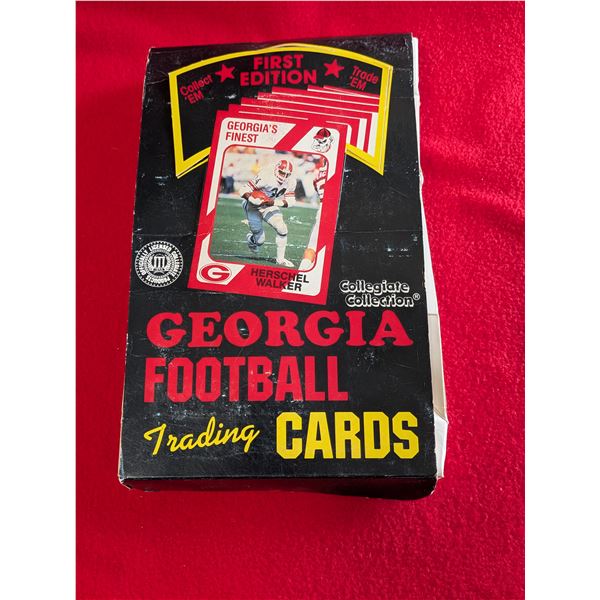 Collect
'EM
FIRST
EDITION
Trade
'EM
GEORGIA'S
FINEST
G
HERSCHEL
WALKER
Collegiate
Collection®
GEORGIA
FOOTBALL
Trading CARDS